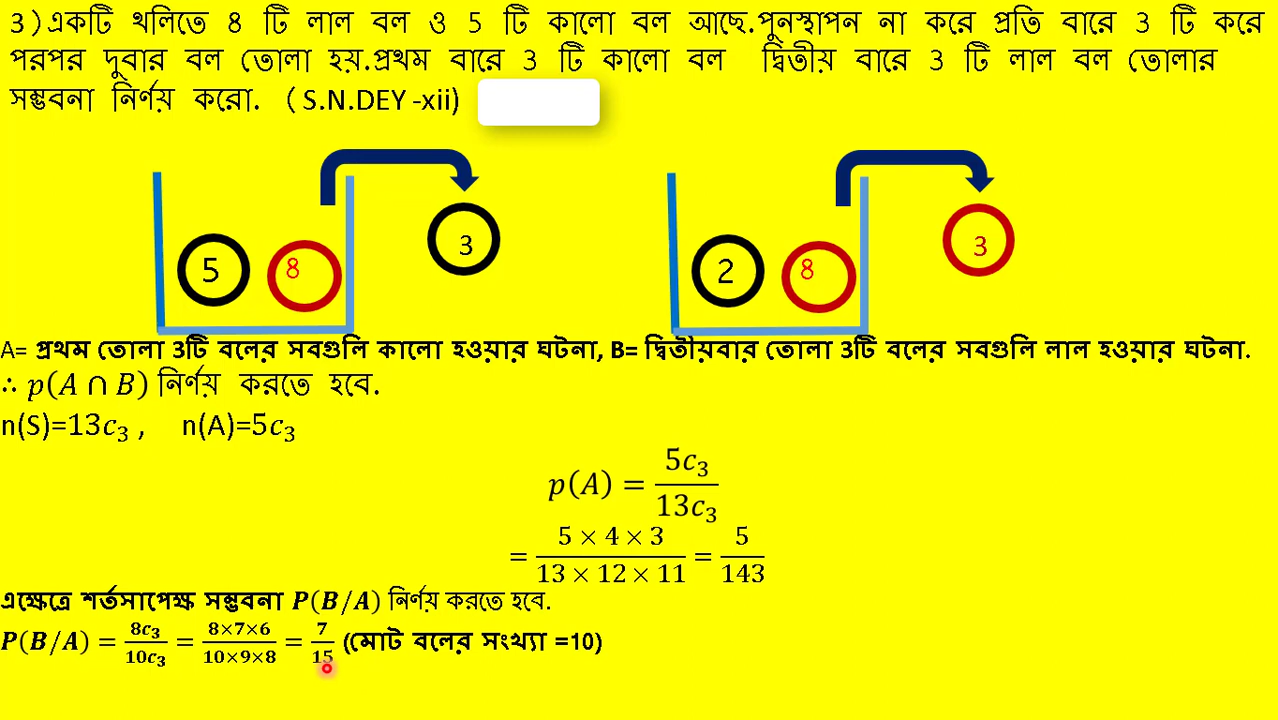 3)একটি থলিতে 8 টি লাল বল ও 5 টি কালো বল আছে.পুনস্থাপন না করে প্রতি বারে 3 টি করে
পরপর দুবার বল তোলা হয়.প্রথম বারে 3 টি কালো বল দ্বিতীয় বারে 3 টি লাল বল তোলার
সম্ভবনা নির্ণয় করো. (S.N.DEY-xii)
5 8 3
2 8 3
A= প্রথম তোলা 3টি বলের সবগুলি কালো হওয়ার ঘটনা, B= দ্বিতীয়বার তোলা 3টি বলের সবগুলি লাল হওয়ার ঘটনা.
∴ p(A ∩ B) নির্ণয় করতে হবে.
n(S)=13c₃ , n(A)=5c₃
p(A) = 5c₃/13c₃
= 5 × 4 × 3/13 × 12 × 11 = 5/143
এক্ষেত্রে শর্তসাপেক্ষ সম্ভবনা P(B/A) নির্ণয় করতে হবে.
P(B/A) = 8c₃/10c₃ = 8×7×6/10×9×8 = 7/15 (মোট বলের সংখ্যা =10)